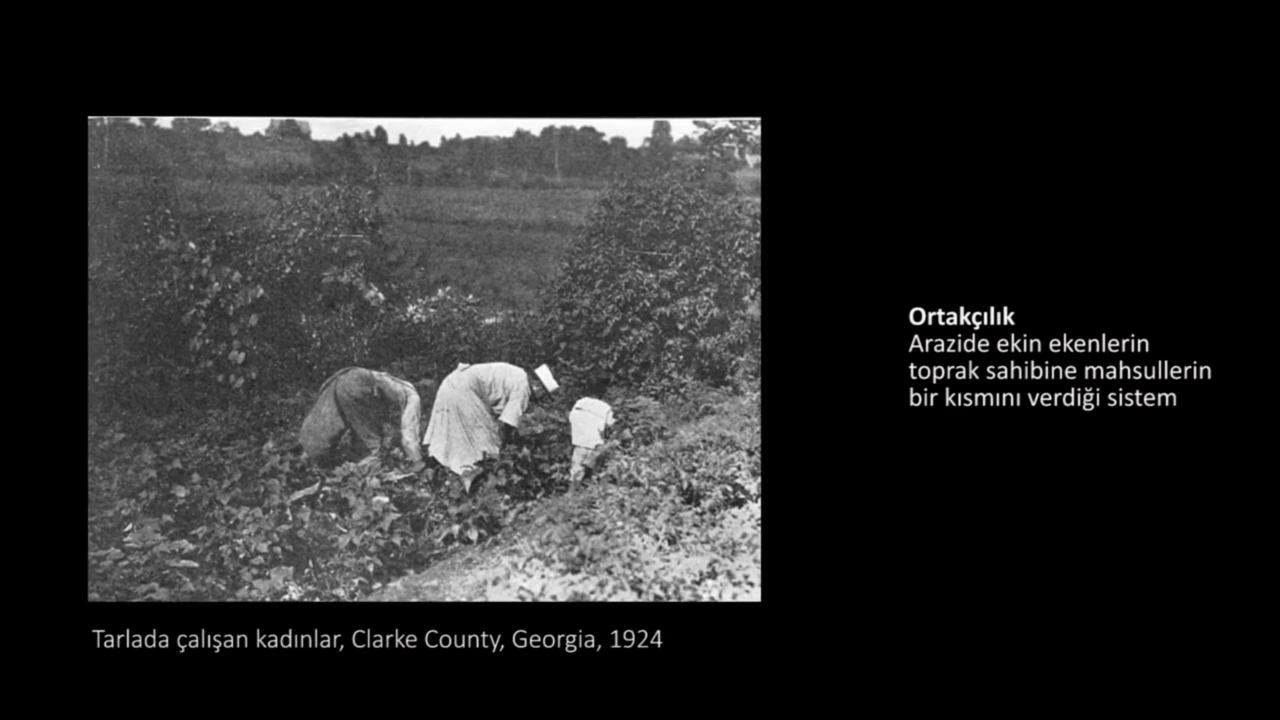 Ortakçılık
Arazide ekin ekenlerin
toprak sahibine mahsullerin
bir kısmını verdiği sistem
Tarlada çalışan kadınlar, Clarke County, Georgia, 1924